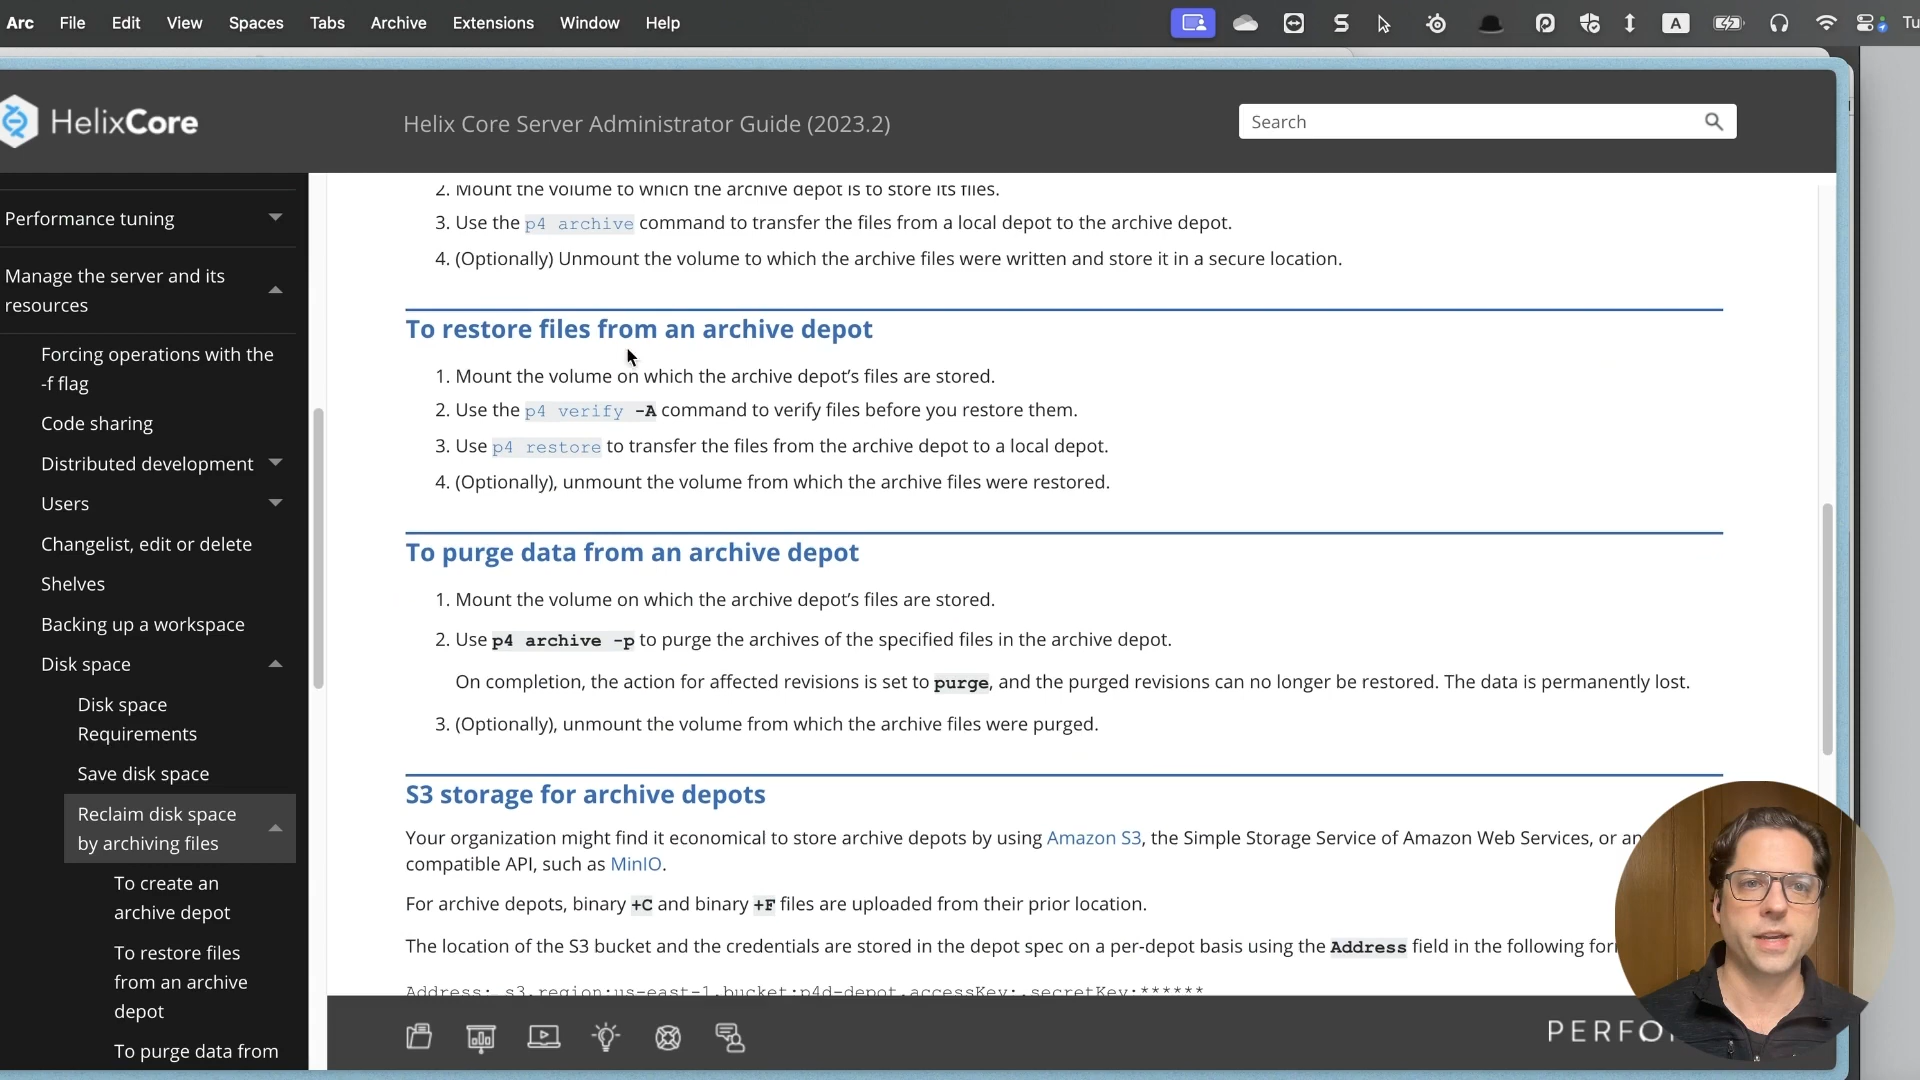 Arc File Edit View Spaces Tabs Archive Extensions Window Help A Tu
HelixCore
Helix Core Server Administrator Guide (2023.2)
Search
Performance tuning
Manage the server and its
resources
Forcing operations with the
-f flag
Code sharing
Distributed development
Users
Changelist, edit or delete
Shelves
Backing up a workspace
Disk space
Disk space
Requirements
Save disk space
Reclaim disk space
by archiving files
To create an
archive depot
To restore files
from an archive
depot
To purge data from
2. Mount the volume to which the archive depot is to store its files.
3. Use the p4 archive command to transfer the files from a local depot to the archive depot.
4. (Optionally) Unmount the volume to which the archive files were written and store it in a secure location.
To restore files from an archive depot
1. Mount the volume on which the archive depot's files are stored.
2. Use the p4 verify -A command to verify files before you restore them.
3. Use p4 restore to transfer the files from the archive depot to a local depot.
4. (Optionally), unmount the volume from which the archive files were restored.
To purge data from an archive depot
1. Mount the volume on which the archive depot's files are stored.
2. Use p4 archive -p to purge the archives of the specified files in the archive depot.
On completion, the action for affected revisions is set to purge, and the purged revisions can no longer be restored. The data is permanently lost.
3. (Optionally), unmount the volume from which the archive files were purged.
S3 storage for archive depots
Your organization might find it economical to store archive depots by using Amazon S3, the Simple Storage Service of Amazon Web Services, or an
compatible API, such as MinIO.
For archive depots, binary +C and binary +F files are uploaded from their prior location.
The location of the S3 bucket and the credentials are stored in the depot spec on a per-depot basis using the Address field in the following for
Address: s3,region:us-east-1,bucket:p4d-depot,accessKey:,secretKey:******
PERFO